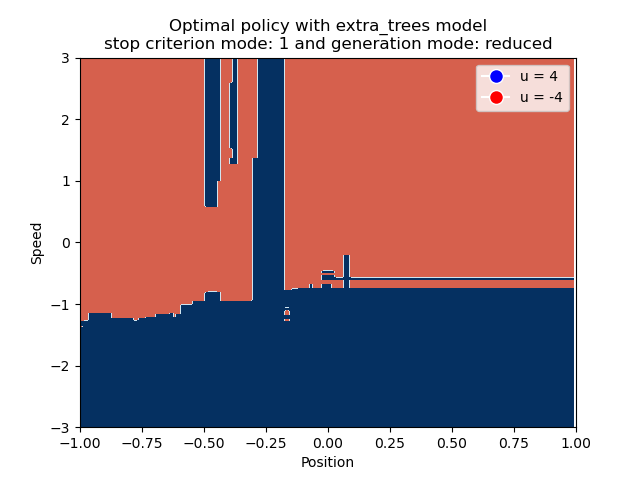 Optimal policy with extra_trees model
stop criterion mode: 1 and generation mode: reduced
3
2
1
0
−1
−2
−3
Speed
u = 4
u = -4
−1.00 −0.75 −0.50 −0.25 0.00 0.25 0.50 0.75 1.00
Position